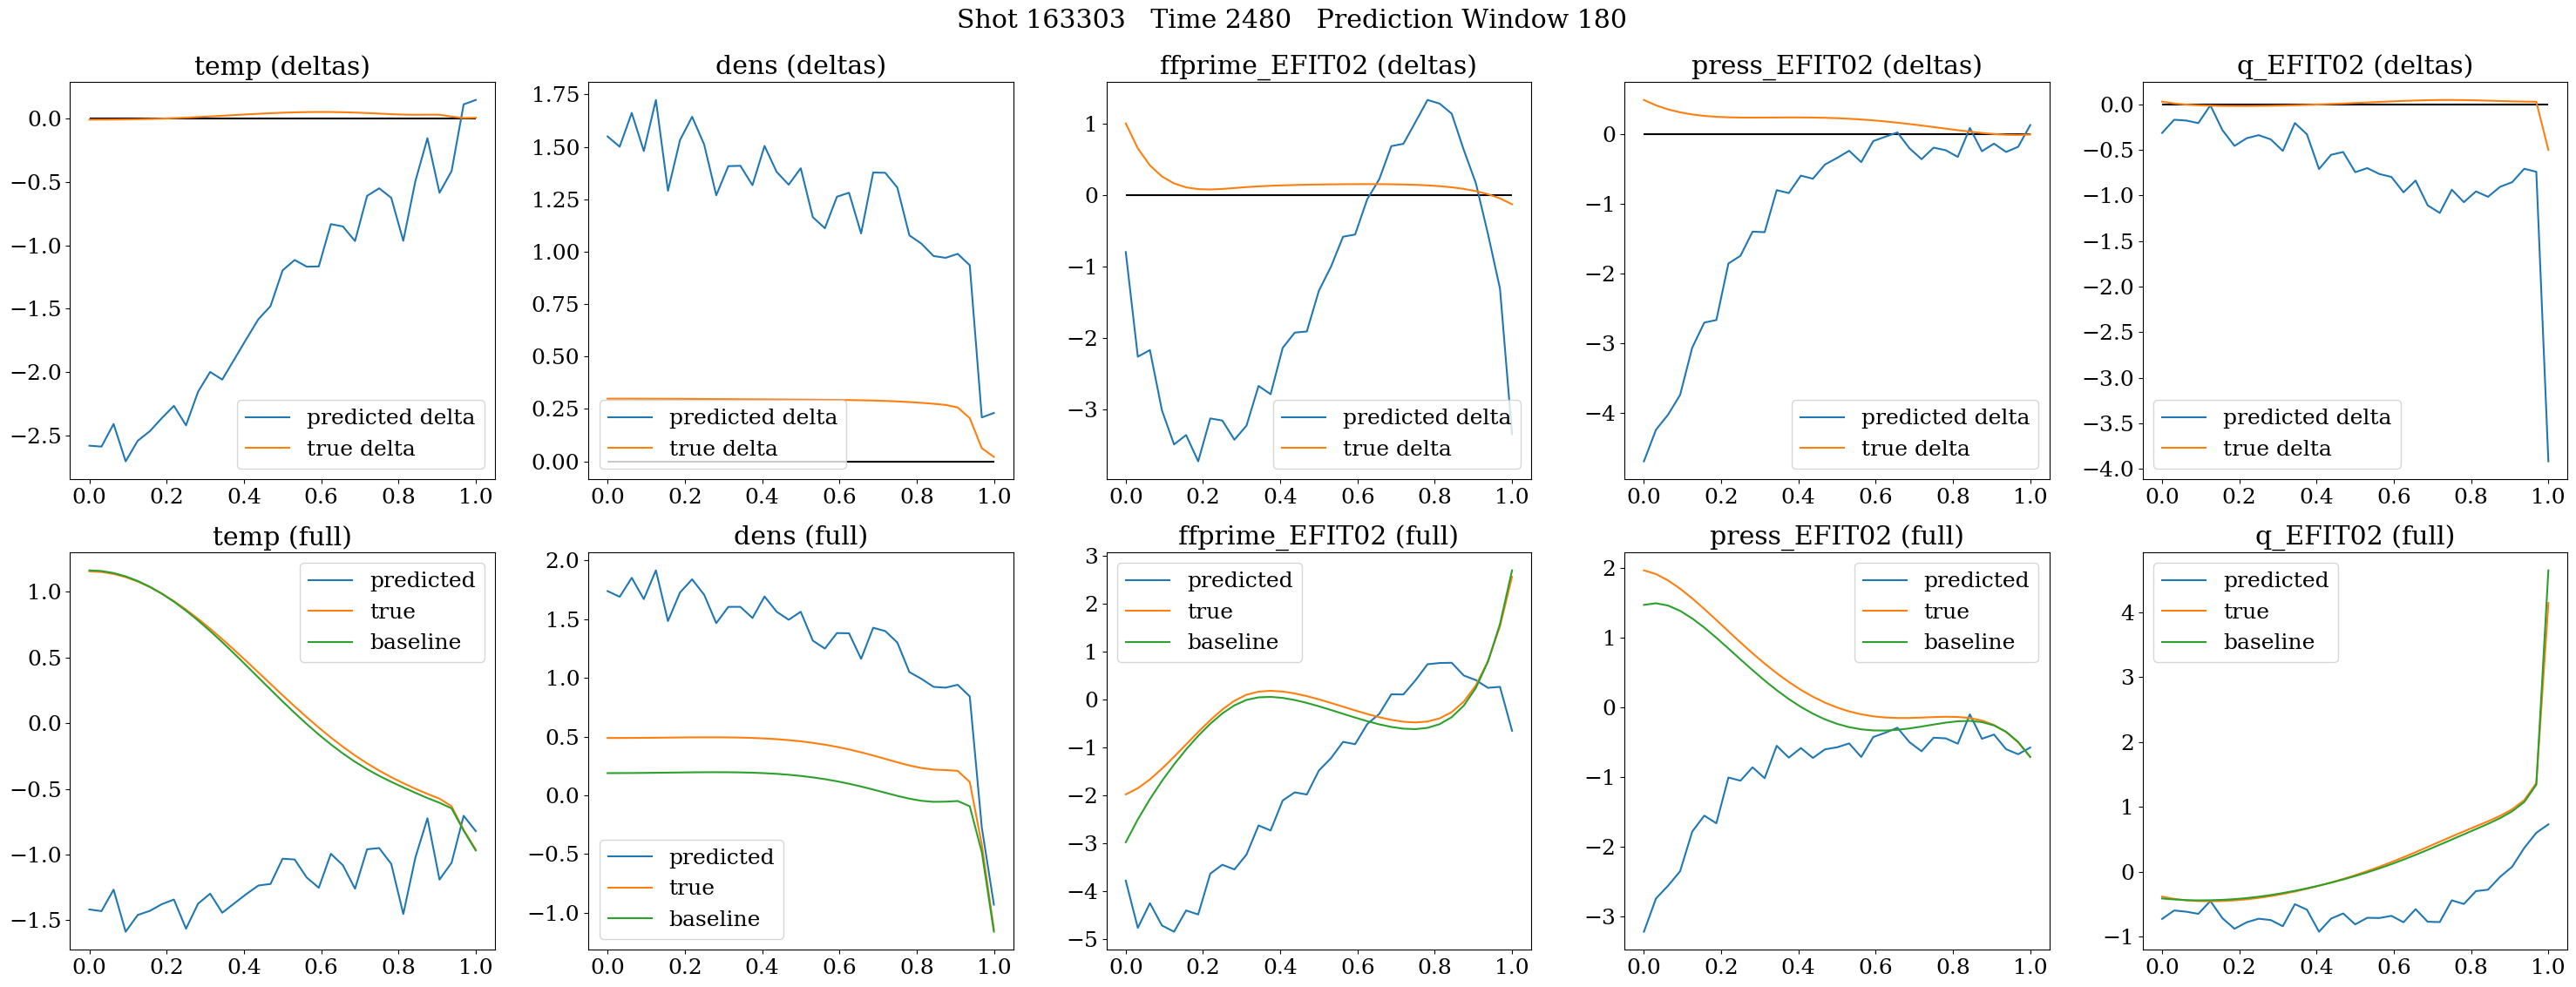 Shot 163303   Time 2480   Prediction Window 180
temp (deltas)
0.0
−0.5
−1.0
−1.5
−2.0
−2.5
predicted delta
true delta
0.0 0.2 0.4 0.6 0.8 1.0
dens (deltas)
1.75
1.50
1.25
1.00
0.75
0.50
0.25
0.00
predicted delta
true delta
0.0 0.2 0.4 0.6 0.8 1.0
ffprime_EFIT02 (deltas)
1
0
−1
−2
−3
predicted delta
true delta
0.0 0.2 0.4 0.6 0.8 1.0
press_EFIT02 (deltas)
0
−1
−2
−3
−4
predicted delta
true delta
0.0 0.2 0.4 0.6 0.8 1.0
q_EFIT02 (deltas)
0.0
−0.5
−1.0
−1.5
−2.0
−2.5
−3.0
−3.5
−4.0
predicted delta
true delta
0.0 0.2 0.4 0.6 0.8 1.0
temp (full)
1.0
0.5
0.0
−0.5
−1.0
−1.5
predicted
true
baseline
0.0 0.2 0.4 0.6 0.8 1.0
dens (full)
2.0
1.5
1.0
0.5
0.0
−0.5
−1.0
predicted
true
baseline
0.0 0.2 0.4 0.6 0.8 1.0
ffprime_EFIT02 (full)
3
2
1
0
−1
−2
−3
−4
−5
predicted
true
baseline
0.0 0.2 0.4 0.6 0.8 1.0
press_EFIT02 (full)
2
1
0
−1
−2
−3
predicted
true
baseline
0.0 0.2 0.4 0.6 0.8 1.0
q_EFIT02 (full)
4
3
2
1
0
−1
predicted
true
baseline
0.0 0.2 0.4 0.6 0.8 1.0